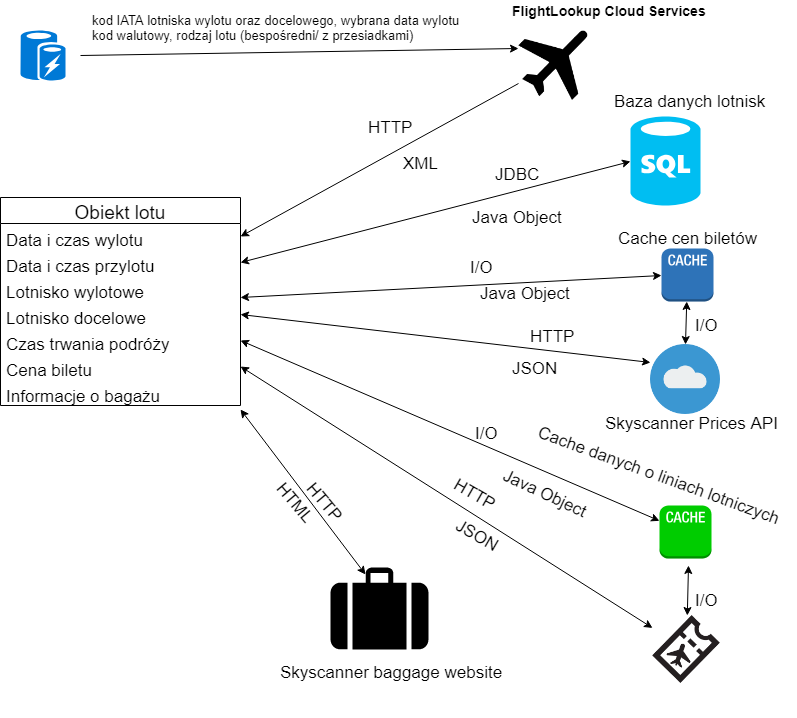 FlightLookup Cloud Services
kod IATA lotniska wylotu oraz docelowego, wybrana data wylotu
kod walutowy, rodzaj lotu (bespośredni/ z przesiadkami)
Baza danych lotnisk
SQL
HTTP
XML
JDBC
Java Object
Obiekt lotu
Data i czas wylotu
Data i czas przylotu
Lotnisko wylotowe
Lotnisko docelowe
Czas trwania podróży
Cena biletu
Informacje o bagażu
Cache cen biletów
CACHE
I/O
Java Object
I/O
HTTP
JSON
Skyscanner Prices API
I/O
Java Object
Cache danych o liniach lotniczych
CACHE
HTTP
JSON
I/O
HTTP
HTML
Skyscanner baggage website